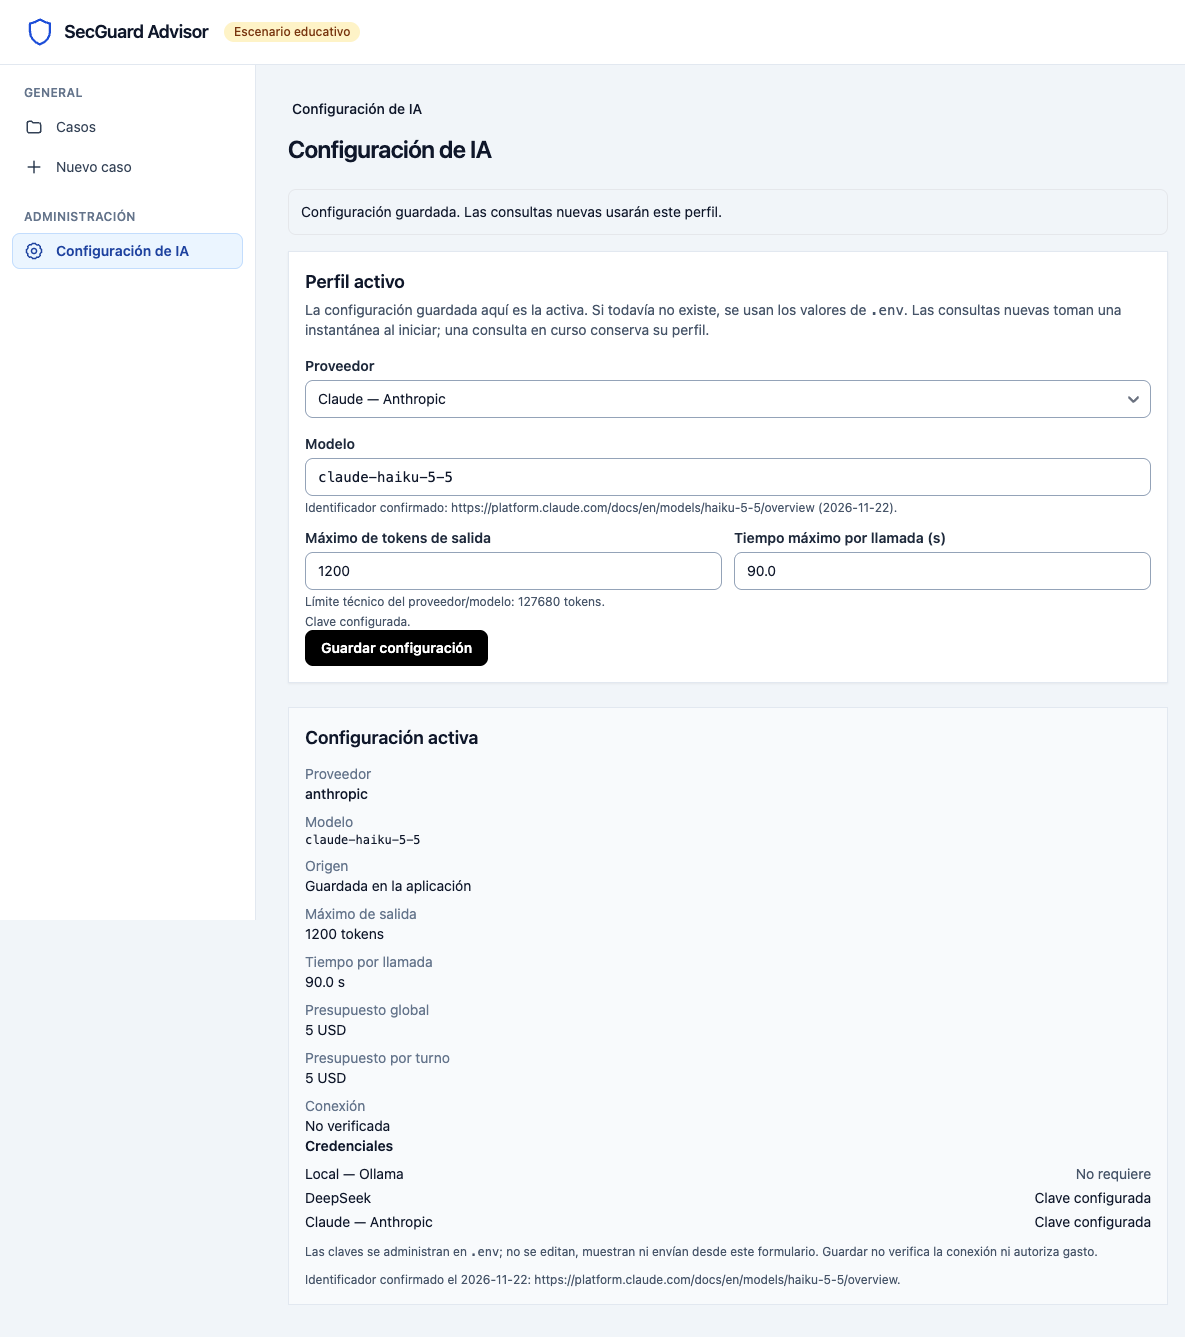 SecGuard Advisor
Escenario educativo
GENERAL
Casos
Nuevo caso
ADMINISTRACIÓN
Configuración de IA
Configuración de IA
Configuración de IA
Configuración guardada. Las consultas nuevas usarán este perfil.
Perfil activo
La configuración guardada aquí es la activa. Si todavía no existe, se usan los valores de .env. Las consultas nuevas toman una
instantánea al iniciar; una consulta en curso conserva su perfil.
Proveedor
Claude — Anthropic
Modelo
claude-haiku-5-5
Identificador confirmado: https://platform.claude.com/docs/en/models/haiku-5-5/overview (2026-11-22).
Máximo de tokens de salida
Tiempo máximo por llamada (s)
1200
90.0
Límite técnico del proveedor/modelo: 127680 tokens.
Clave configurada.
Guardar configuración
Configuración activa
Proveedor
anthropic
Modelo
claude-haiku-5-5
Origen
Guardada en la aplicación
Máximo de salida
1200 tokens
Tiempo por llamada
90.0 s
Presupuesto global
5 USD
Presupuesto por turno
5 USD
Conexión
No verificada
Credenciales
Local — Ollama No requiere
DeepSeek Clave configurada
Claude — Anthropic Clave configurada
Las claves se administran en .env; no se editan, muestran ni envían desde este formulario. Guardar no verifica la conexión ni autoriza gasto.
Identificador confirmado el 2026-11-22: https://platform.claude.com/docs/en/models/haiku-5-5/overview.